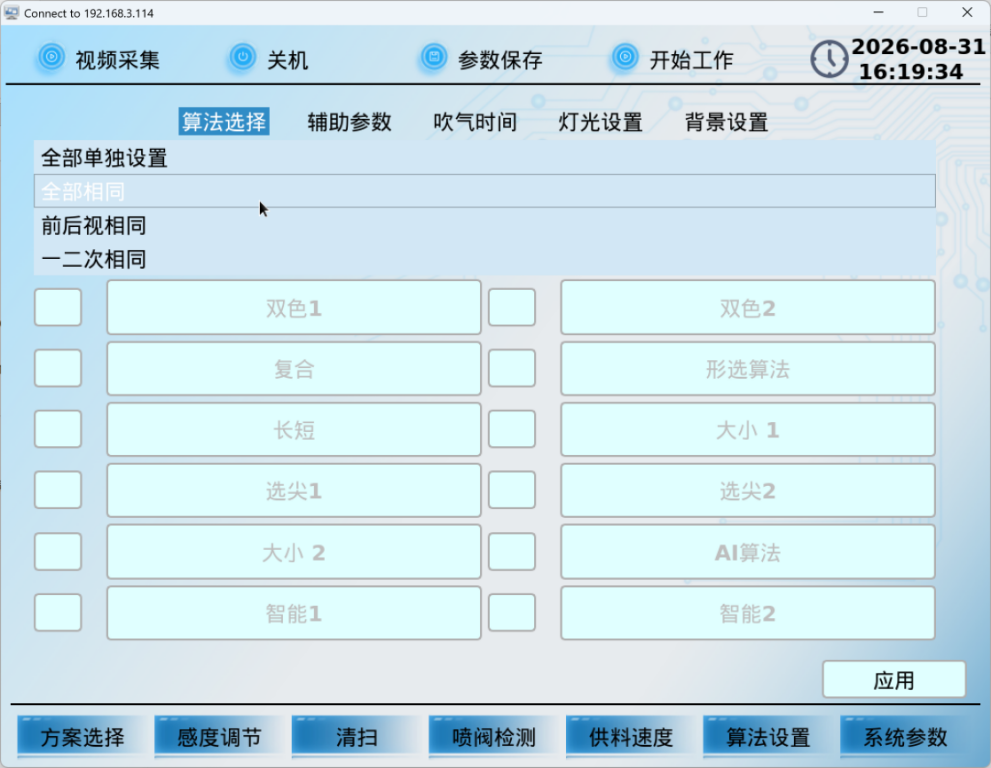 Connect to 192.168.3.114
视频采集 关机 参数保存 开始工作 2026-08-31
16:19:34
算法选择 辅助参数 吹气时间 灯光设置 背景设置
全部单独设置
全部相同
前后视相同
一二次相同
双色1 双色2
复合 形选算法
长短 大小 1
选尖1 选尖2
大小 2 AI算法
智能1 智能2
应用
方案选择 感度调节 清扫 喷阀检测 供料速度 算法设置 系统参数